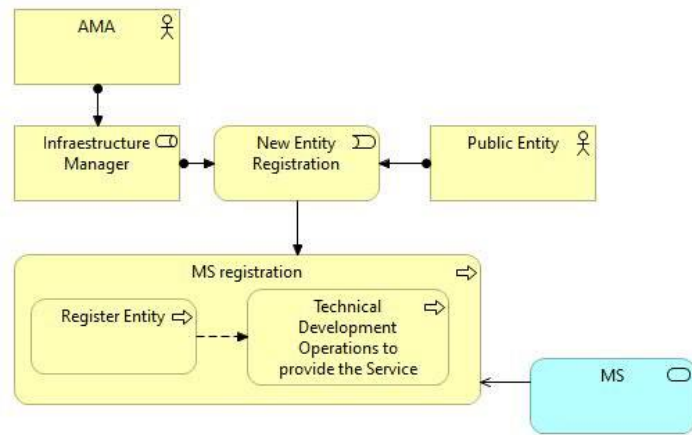 AMA
Infraestructure
Manager
New Entity
Registration
Public Entity
MS registration
Register Entity
Technical
Development
Operations to
provide the Service
MS